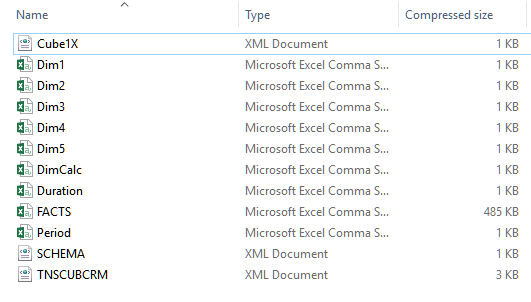 Name Type Compressed size
Cube1X XML Document 1 KB
Dim1 Microsoft Excel Comma S... 1 KB
Dim2 Microsoft Excel Comma S... 1 KB
Dim3 Microsoft Excel Comma S... 1 KB
Dim4 Microsoft Excel Comma S... 1 KB
Dim5 Microsoft Excel Comma S... 1 KB
DimCalc Microsoft Excel Comma S... 1 KB
Duration Microsoft Excel Comma S... 1 KB
FACTS Microsoft Excel Comma S... 485 KB
Period Microsoft Excel Comma S... 1 KB
SCHEMA XML Document 1 KB
TNSCUBCRM XML Document 3 KB